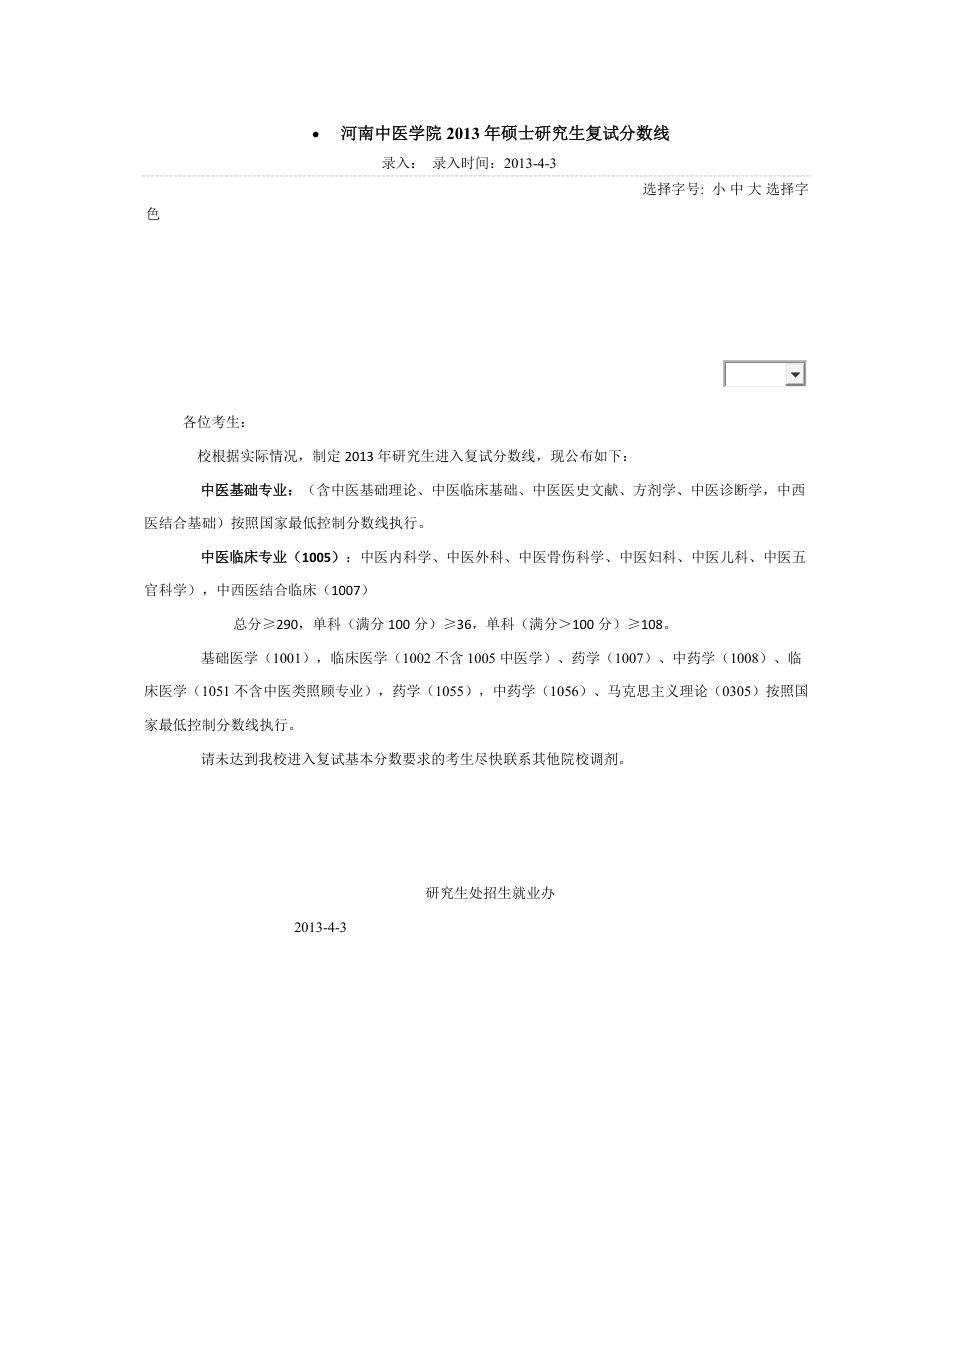 • 河南中医学院 2013 年硕士研究生复试分数线
录入： 录入时间：2013-4-3
选择字号: 小 中 大 选择字
色
各位考生：
校根据实际情况，制定 2013 年研究生进入复试分数线，现公布如下：
中医基础专业：（含中医基础理论、中医临床基础、中医医史文献、方剂学、中医诊断学，中西
医结合基础）按照国家最低控制分数线执行。
中医临床专业（1005）：中医内科学、中医外科、中医骨伤科学、中医妇科、中医儿科、中医五
官科学），中西医结合临床（1007）
总分≥290，单科（满分 100 分）≥36，单科（满分＞100 分）≥108。
基础医学（1001），临床医学（1002 不含 1005 中医学）、药学（1007）、中药学（1008）、临
床医学（1051 不含中医类照顾专业），药学（1055），中药学（1056）、马克思主义理论（0305）按照国
家最低控制分数线执行。
请未达到我校进入复试基本分数要求的考生尽快联系其他院校调剂。
研究生处招生就业办
2013-4-3